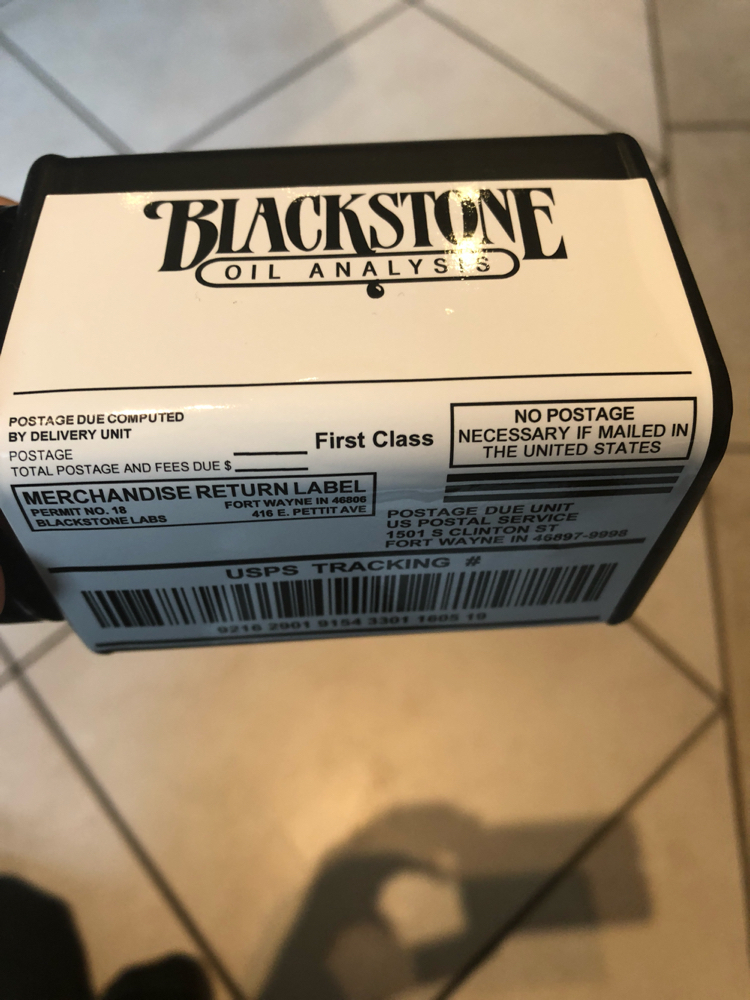 BLACKSTONE
OIL ANALYSIS
POSTAGE DUE COMPUTED
BY DELIVERY UNIT
POSTAGE
TOTAL POSTAGE AND FEES DUE $
First Class
NO POSTAGE
NECESSARY IF MAILED IN
THE UNITED STATES
MERCHANDISE RETURN LABEL
PERMIT NO. 18 FORT WAYNE IN 46806
BLACKSTONE LABS 416 E. PETTIT AVE
POSTAGE DUE UNIT
US POSTAL SERVICE
1501 S CLINTON ST
FORT WAYNE IN 46897-9998
USPS TRACKING #
9216 2901 9154 3301 1005 19